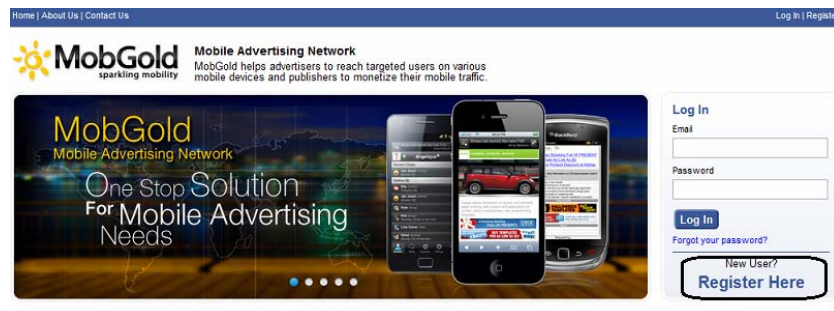 Home | About Us | Contact Us
Log In | Registe
MobGold
sparkling mobility
Mobile Advertising Network
MobGold helps advertisers to reach targeted users on various
mobile devices and publishers to monetize their mobile traffic.
MobGold
Mobile Advertising Network
One Stop Solution
For Mobile Advertising
Needs
BlackBerry
Log In
Email
Password
Log In
Forgot your password?
New User?
Register Here